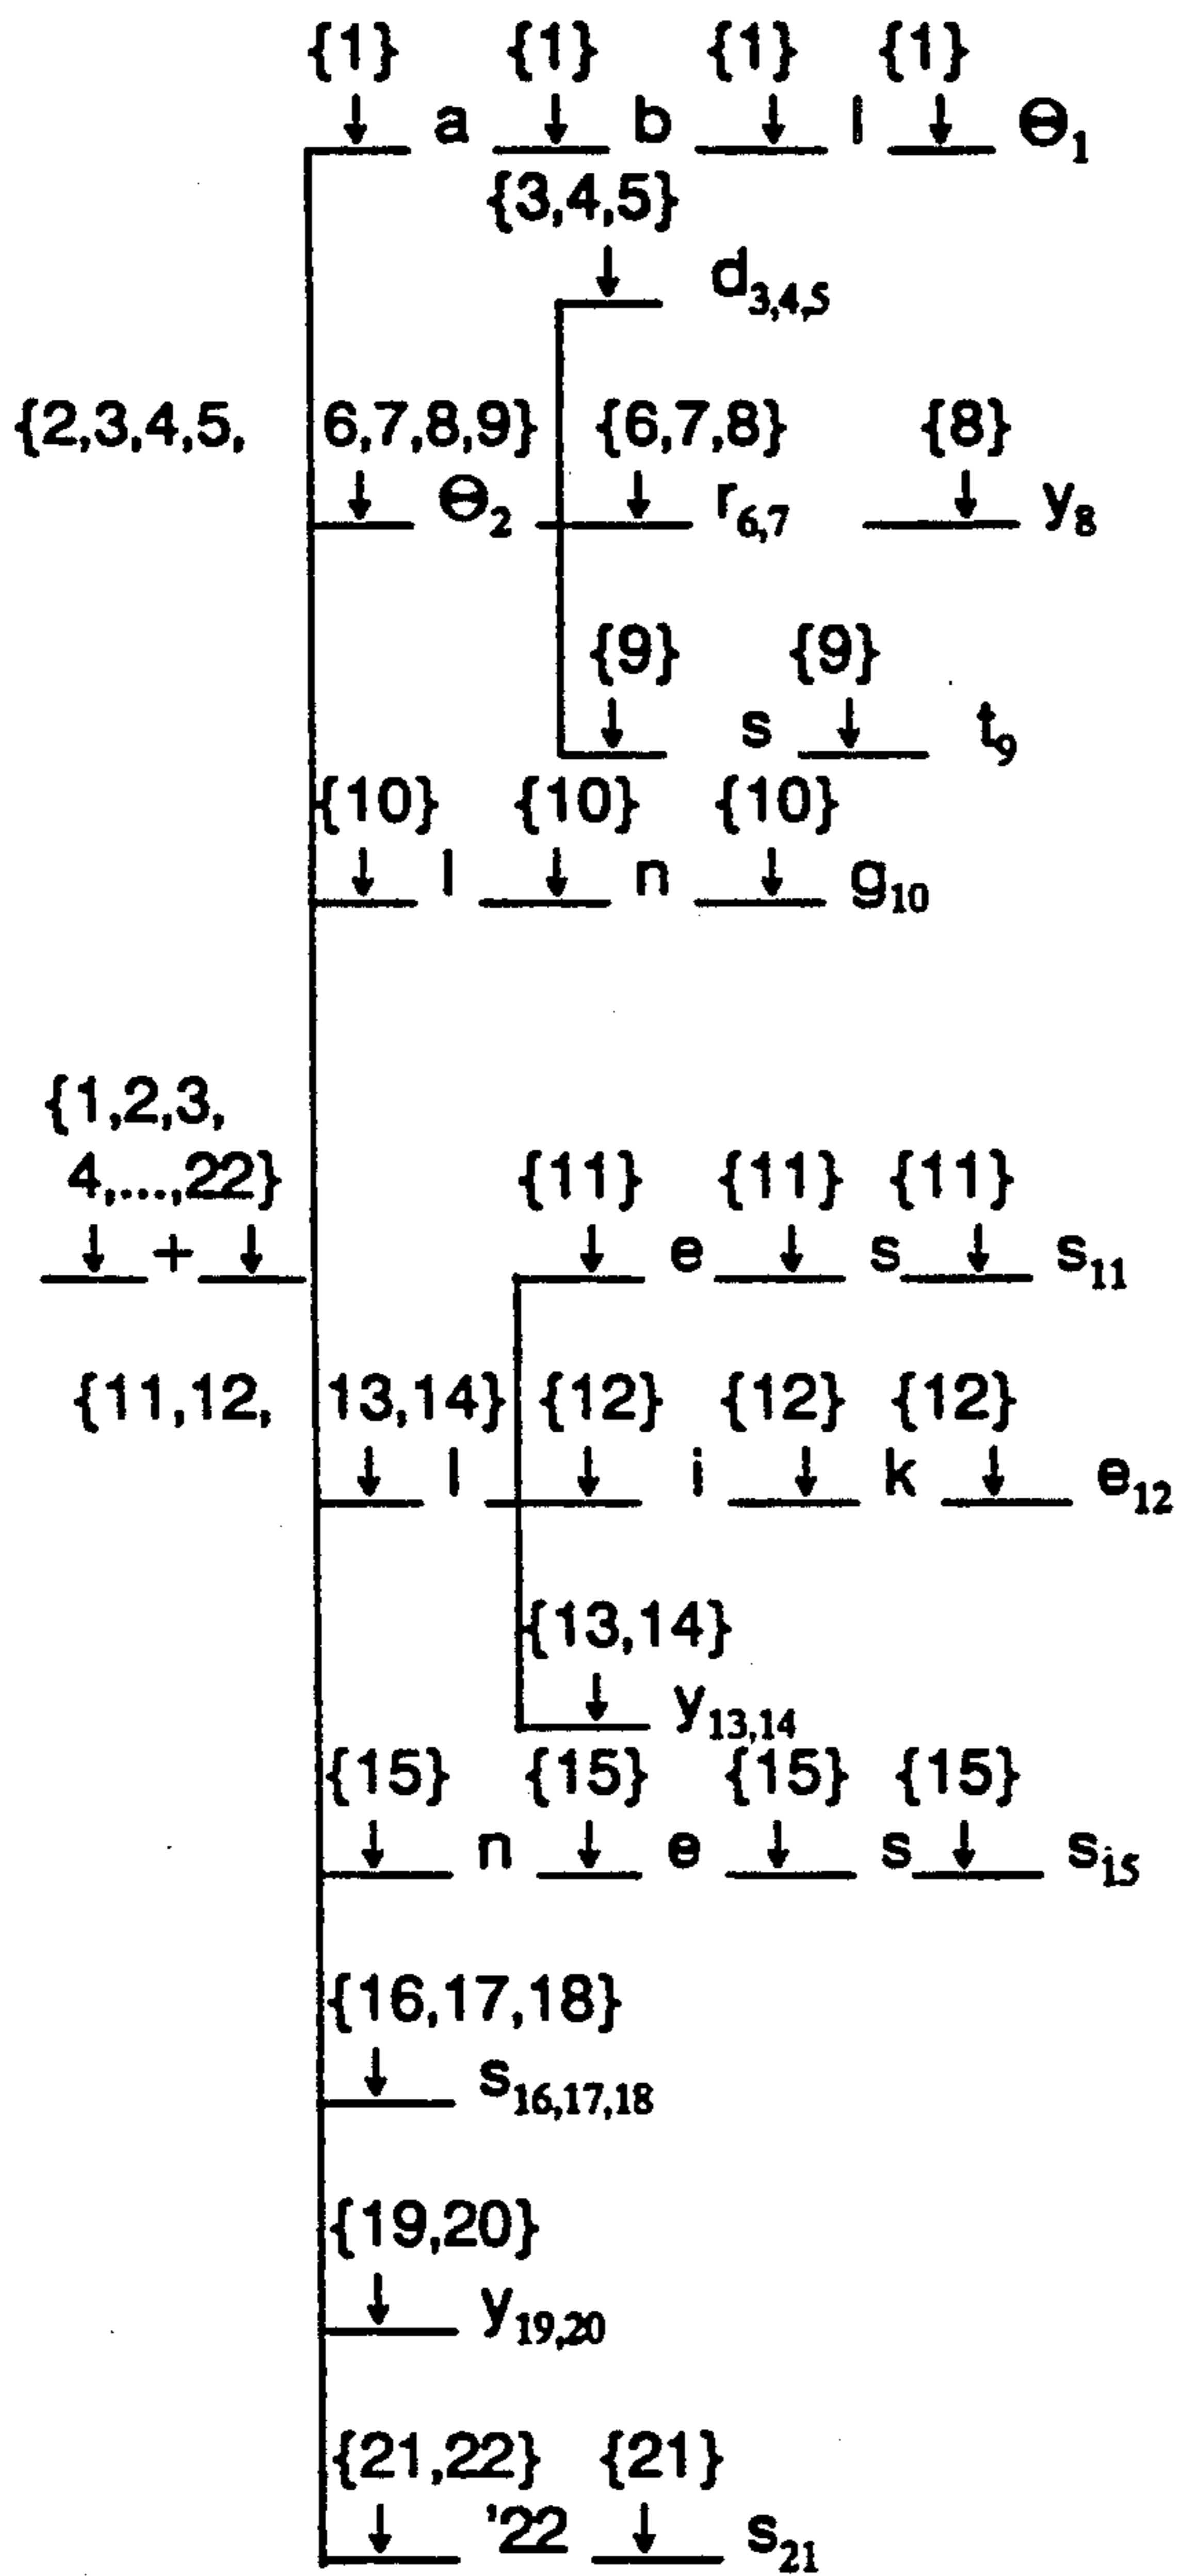 {1} {1} {1} {1}
↓ a ↓ b ↓ l ↓ Θ₁
{3,4,5}
↓ d₃,₄,₅
{2,3,4,5, 6,7,8,9} {6,7,8} {8}
↓ Θ₂ ↓ r₆,₇ ↓ y₈
{9} {9}
↓ s ↓ t₉
{10} {10} {10}
↓ l ↓ n ↓ g₁₀
{1,2,3,
4,...,22} {11} {11} {11}
↓ + ↓ ↓ e ↓ s ↓ s₁₁
{11,12, 13,14} {12} {12} {12}
↓ l ↓ i ↓ k ↓ e₁₂
{13,14}
↓ y₁₃,₁₄
{15} {15} {15} {15}
↓ n ↓ e ↓ s ↓ s₁₅
{16,17,18}
↓ s₁₆,₁₇,₁₈
{19,20}
↓ y₁₉,₂₀
{21,22} {21}
↓ '22 ↓ s₂₁